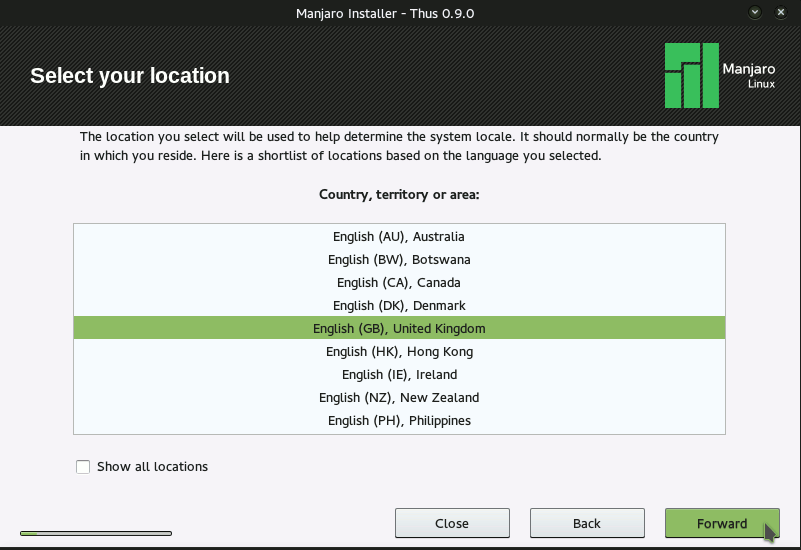 Manjaro Installer - Thus 0.9.0
Select your location
Manjaro
Linux
The location you select will be used to help determine the system locale. It should normally be the country
in which you reside. Here is a shortlist of locations based on the language you selected.
Country, territory or area:
English (AU), Australia
English (BW), Botswana
English (CA), Canada
English (DK), Denmark
English (GB), United Kingdom
English (HK), Hong Kong
English (IE), Ireland
English (NZ), New Zealand
English (PH), Philippines
Show all locations
Close
Back
Forward